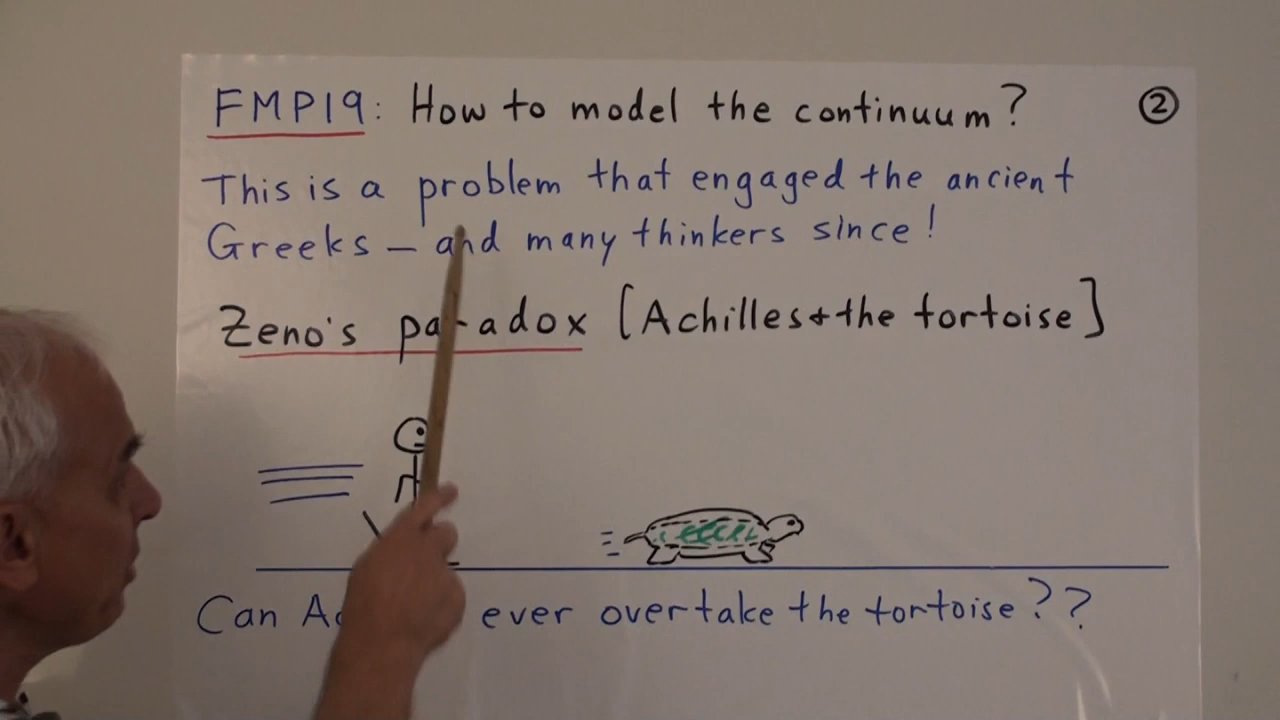 FMP19: How to model the continuum? ②
This is a problem that engaged the ancient
Greeks – and many thinkers since!
Zeno's paradox [Achilles & the tortoise]
Can ever overtake the tortoise??